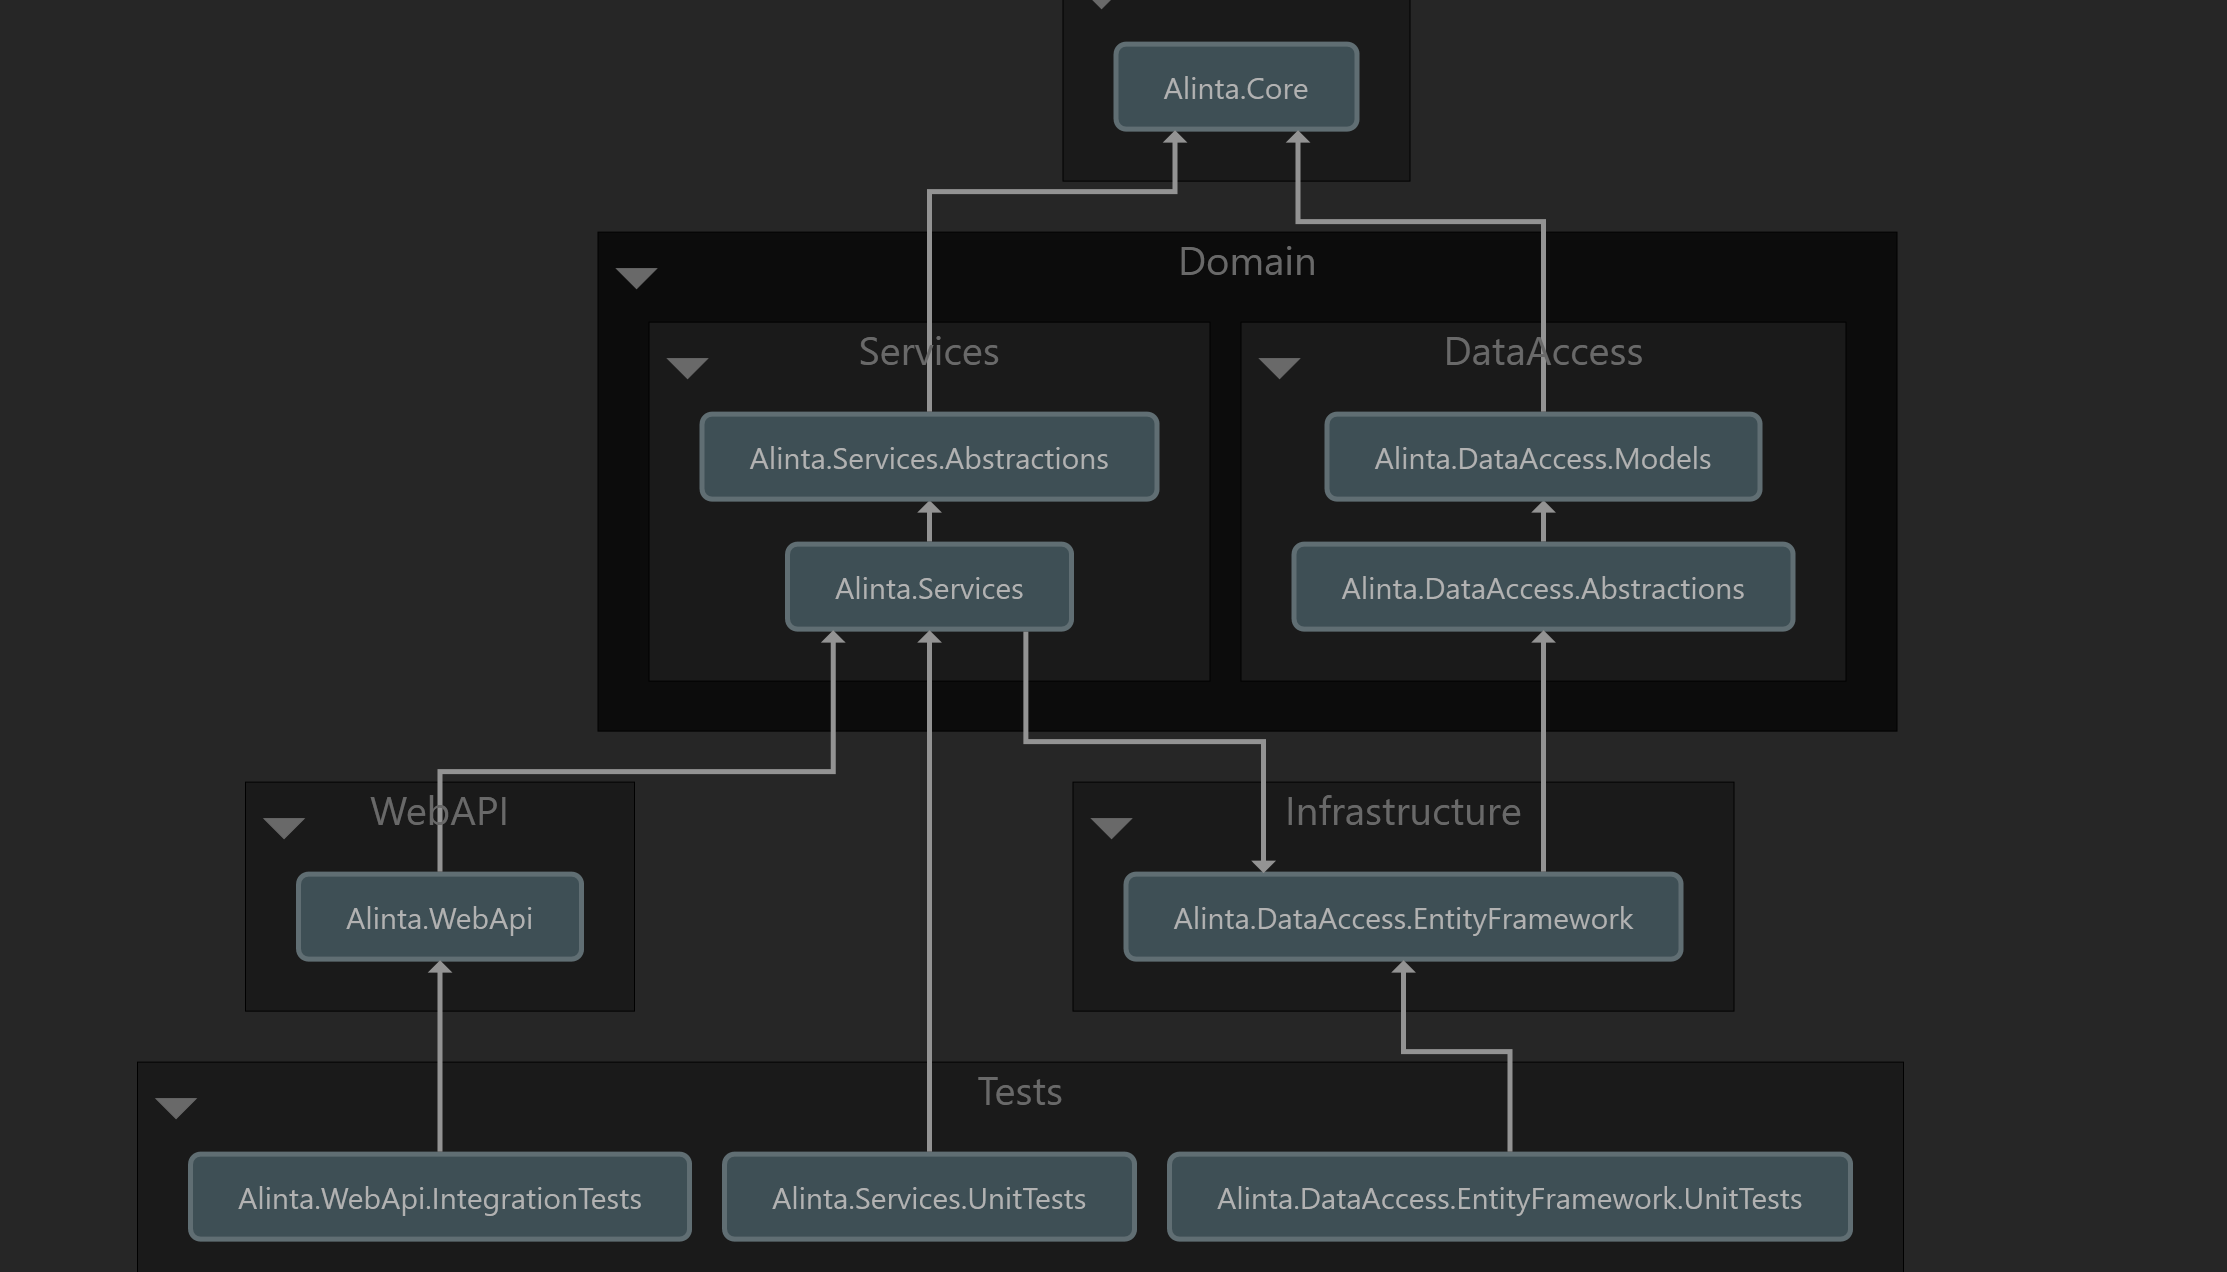 Alinta.Core
Domain
Services
DataAccess
Alinta.Services.Abstractions
Alinta.DataAccess.Models
Alinta.Services
Alinta.DataAccess.Abstractions
WebAPI
Infrastructure
Alinta.WebApi
Alinta.DataAccess.EntityFramework
Tests
Alinta.WebApi.IntegrationTests
Alinta.Services.UnitTests
Alinta.DataAccess.EntityFramework.UnitTests